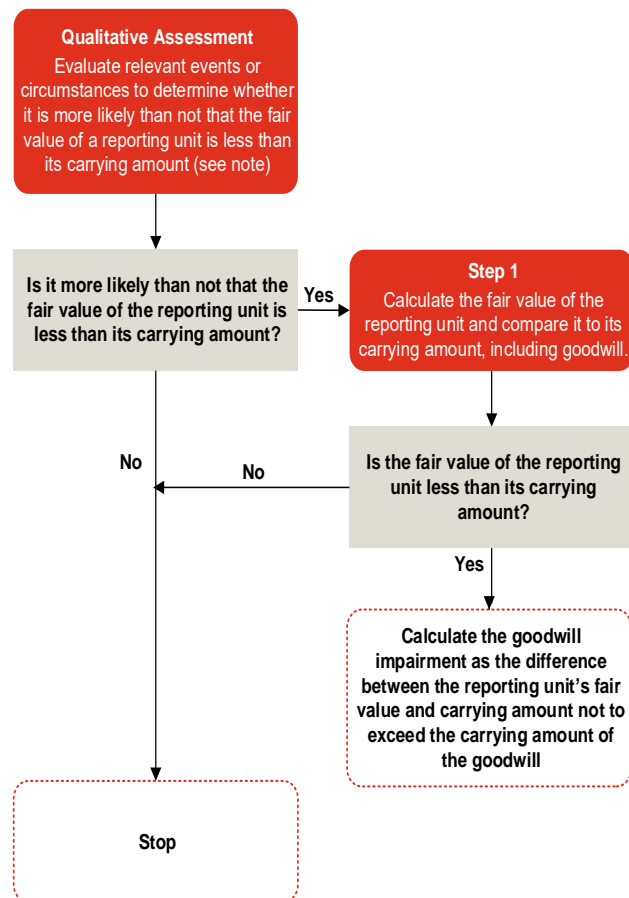 Qualitative Assessment
Evaluate relevant events or
circumstances to determine whether
it is more likely than not that the fair
value of a reporting unit is less than
its carrying amount (see note)
Is it more likely than not that the
fair value of the reporting unit is
less than its carrying amount?
Yes
Step 1
Calculate the fair value of the
reporting unit and compare it to its
carrying amount, including goodwill.
No
No
Is the fair value of the reporting
unit less than its carrying
amount?
Yes
Calculate the goodwill
impairment as the difference
between the reporting unit’s fair
value and carrying amount not to
exceed the carrying amount of
the goodwill
Stop